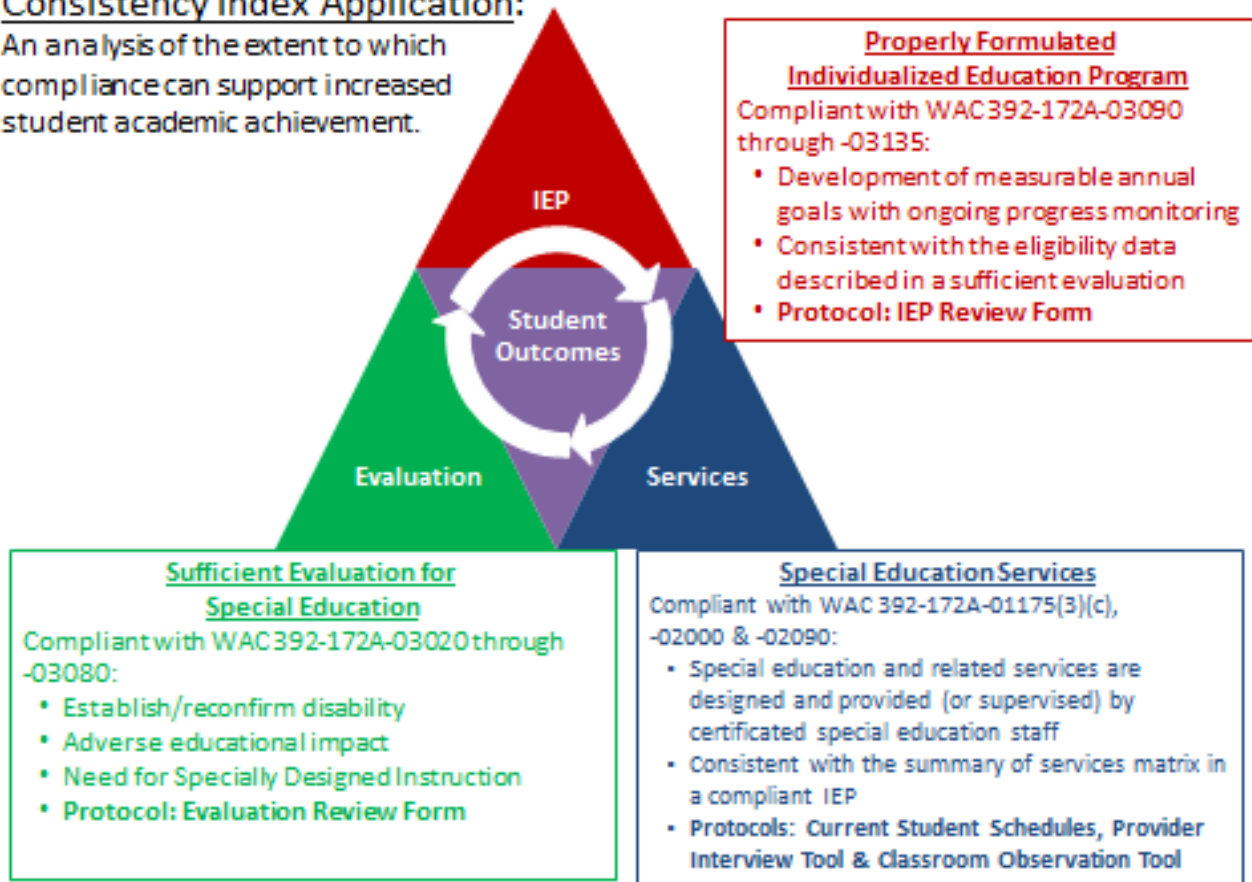 Consistency Index Application:
An analysis of the extent to which
compliance can support increased
student academic achievement.
Properly Formulated
Individualized Education Program
Compliant with WAC 392-172A-03090
through -03135:
• Development of measurable annual
goals with ongoing progress monitoring
• Consistent with the eligibility data
described in a sufficient evaluation
• Protocol: IEP Review Form
IEP
Student
Outcomes
Evaluation
Services
Sufficient Evaluation for
Special Education
Compliant with WAC 392-172A-03020 through
-03080:
• Establish/reconfirm disability
• Adverse educational impact
• Need for Specially Designed Instruction
• Protocol: Evaluation Review Form
Special Education Services
Compliant with WAC 392-172A-01175(3)(c),
-02000 & -02090:
▪ Special education and related services are
designed and provided (or supervised) by
certificated special education staff
▪ Consistent with the summary of services matrix in
a compliant IEP
▪ Protocols: Current Student Schedules, Provider
Interview Tool & Classroom Observation Tool